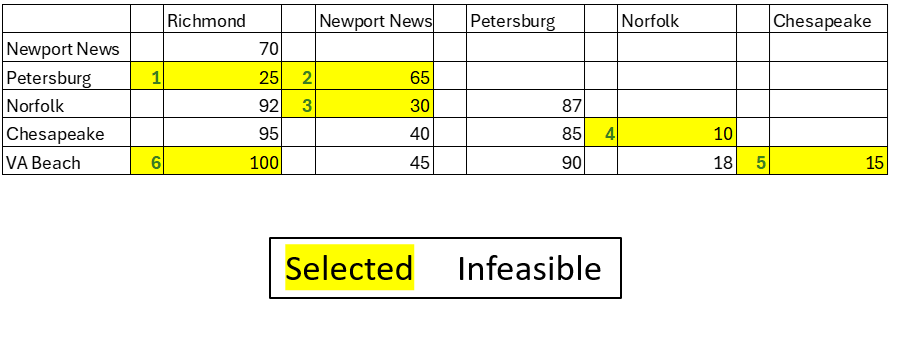 Richmond Newport News Petersburg Norfolk Chesapeake
Newport News 70
Petersburg 1 25 2 65
Norfolk 92 3 30 87
Chesapeake 95 40 85 4 10
VA Beach 6 100 45 90 18 5 15
Selected Infeasible